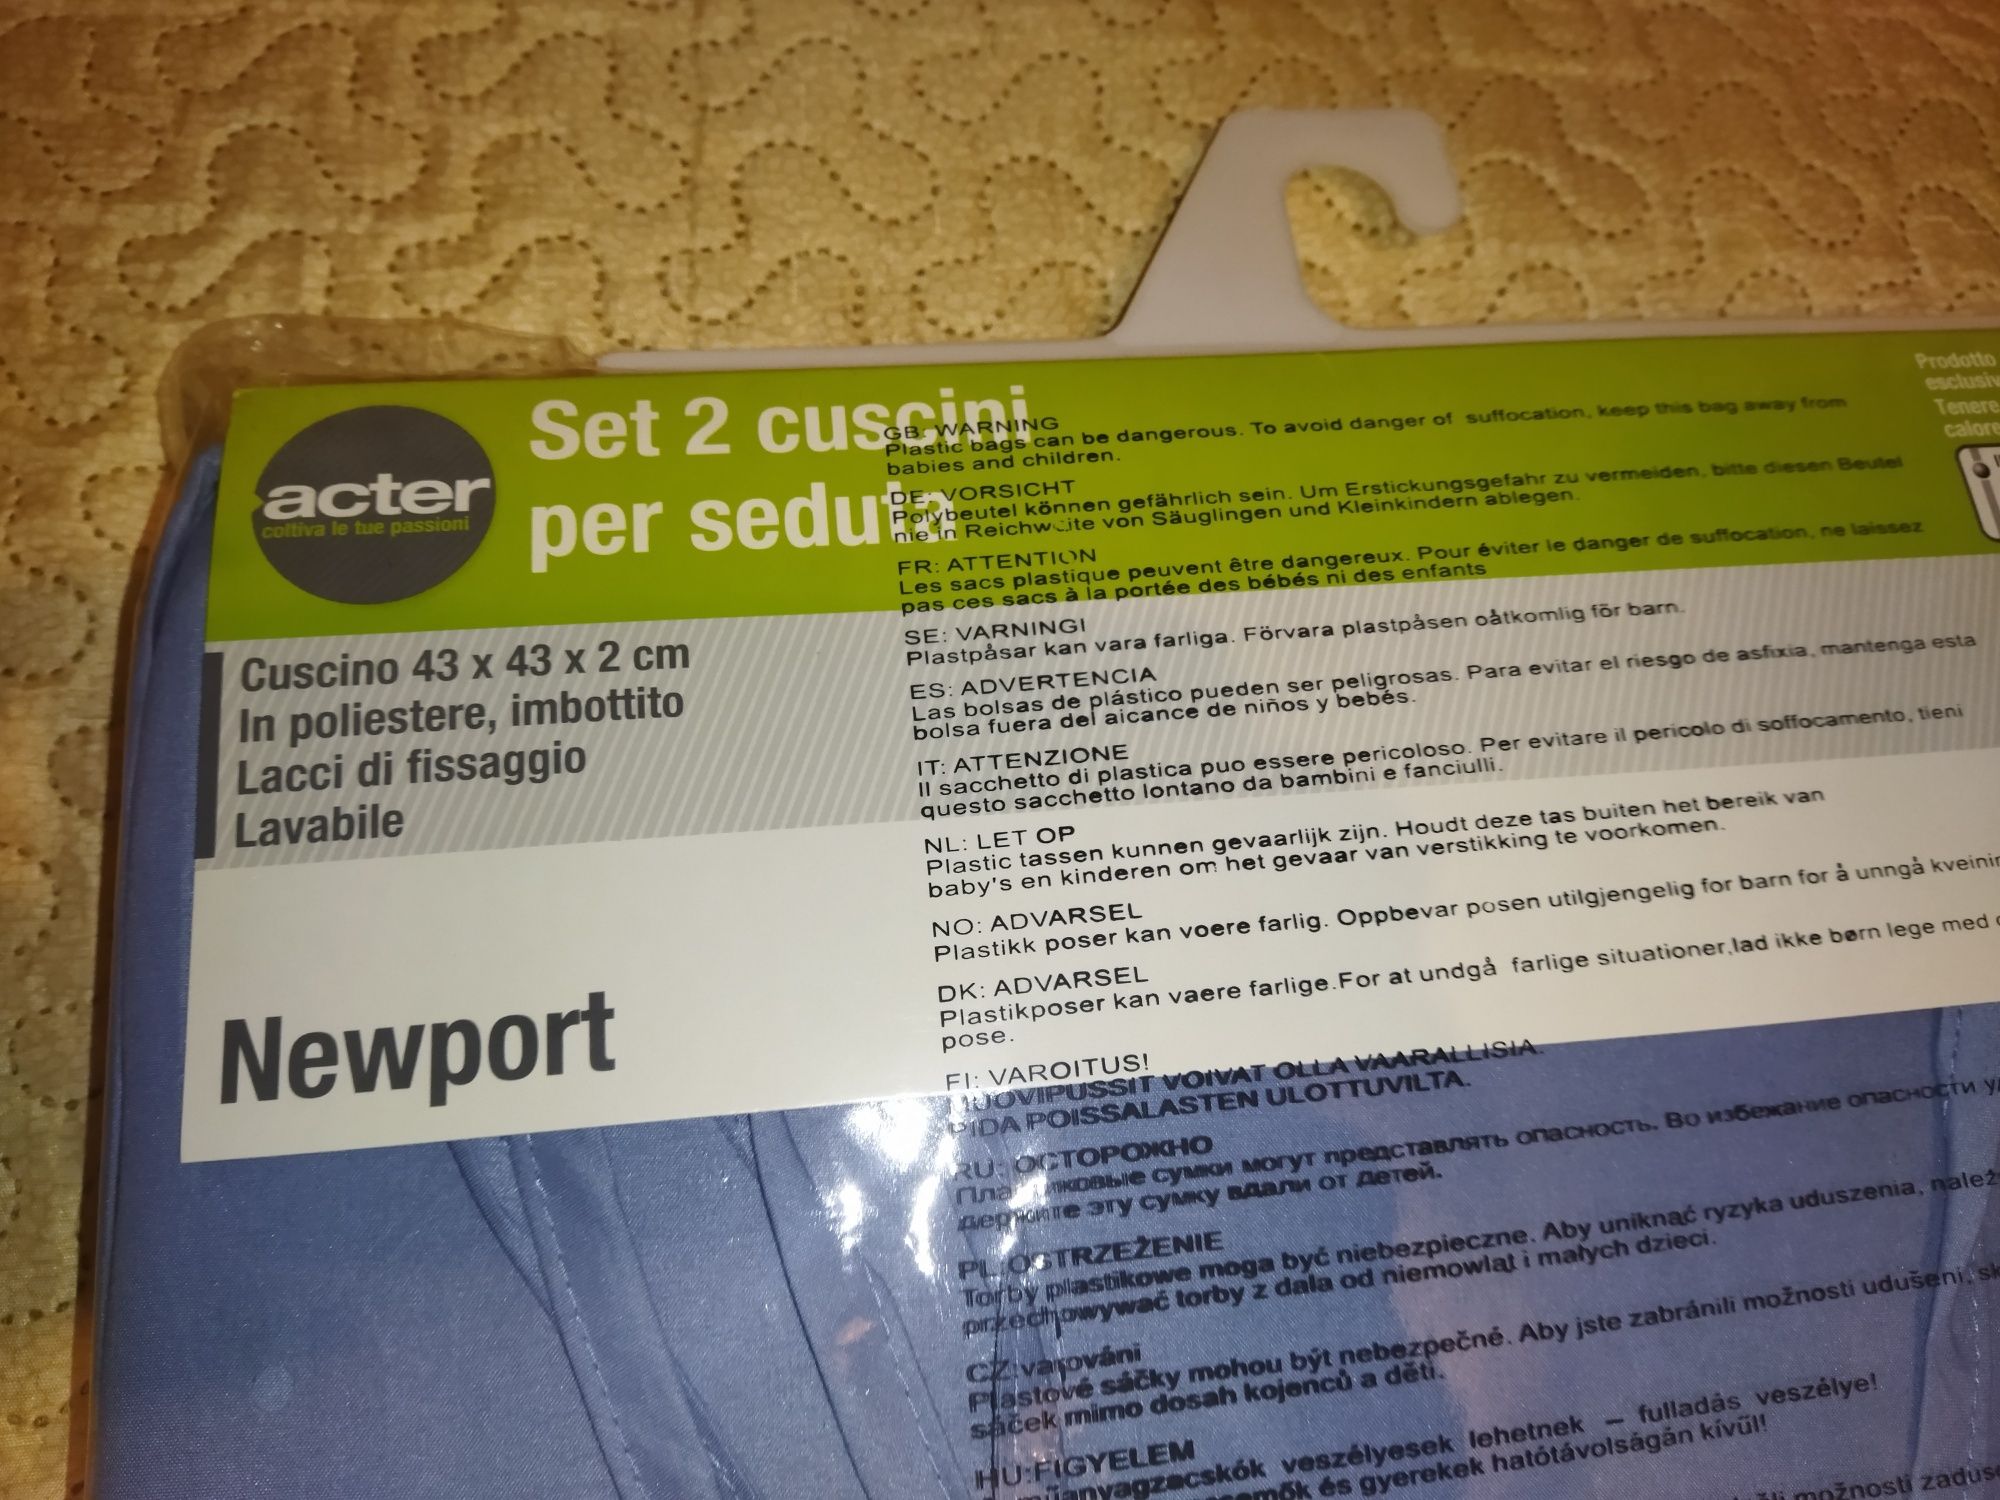 acter
coltiva le tue passioni
Set 2 cuscini
per seduta
Cuscino 43 x 43 x 2 cm
In poliestere, imbottito
Lacci di fissaggio
Lavabile
Newport
Prodotto
Tenere
GB: WARNING
Plastic bags can be dangerous. To avoid danger of suffocation, keep this bag away from
babies and children.
DE: VORSICHT
Polybeutel können gefährlich sein. Um Erstickungsgefahr zu vermeiden, bitte diesen Beutel
nie in Reichweite von Säuglingen und Kleinkindern ablegen.
FR: ATTENTION
Les sacs plastique peuvent être dangereux. Pour éviter le danger de suffocation, ne laissez
pas ces sacs à la portée des bébés ni des enfants
SE: VARNINGI
Plastpåsar kan vara farliga. Förvara plastpåsen oåtkomlig för barn.
ES: ADVERTENCIA
Las bolsas de plástico pueden ser peligrosas. Para evitar el riesgo de asfixia, mantenga esta
bolsa fuera del aicance de niños y bebés.
IT: ATTENZIONE
Il sacchetto di plastica puo essere pericoloso. Per evitare il pericolo di soffocamento, tieni
questo sacchetto lontano da bambini e fanciulli.
NL: LET OP
Plastic tassen kunnen gevaarlijk zijn. Houdt deze tas buiten het bereik van
baby's en kinderen om het gevaar van verstikking te voorkomen.
NO: ADVARSEL
Plastikk poser kan voere farlig. Oppbevar posen utilgjengelig for barn for å unngå
DK: ADVARSEL
Plastikposer kan vaere farlige.For at undgå farlige situationer,lad ikke børn lege med
pose.
FI: VAROITUS!
MUOVIPUSSIT VOIVAT OLLA VAARALLISIA.
PIDA POISSALASTEN ULOTTUVILTA.
RU: ОСТОРОЖНО
Пластиковые сумки могут представлять опасность. Во избежание опасности
держите эту сумку вдали от детей.
PL:OSTRZEŻENIE
Torby plastikowe moga być niebezpieczne. Aby uniknąć ryzyka uduszenia,
przechowywać torby z dala od niemowląt i małych dzieci.
CZ:varováni
Plastové sáčky mohou být nebezpečné. Aby jste zabránili možnosti udušeni,
sáček mimo dosah kojenců a děti.
HU:FIGYELEM
veszélyesek lehetnek – fulladás veszélye!
és gyerekek hatótávolságán kívül!
možnosti